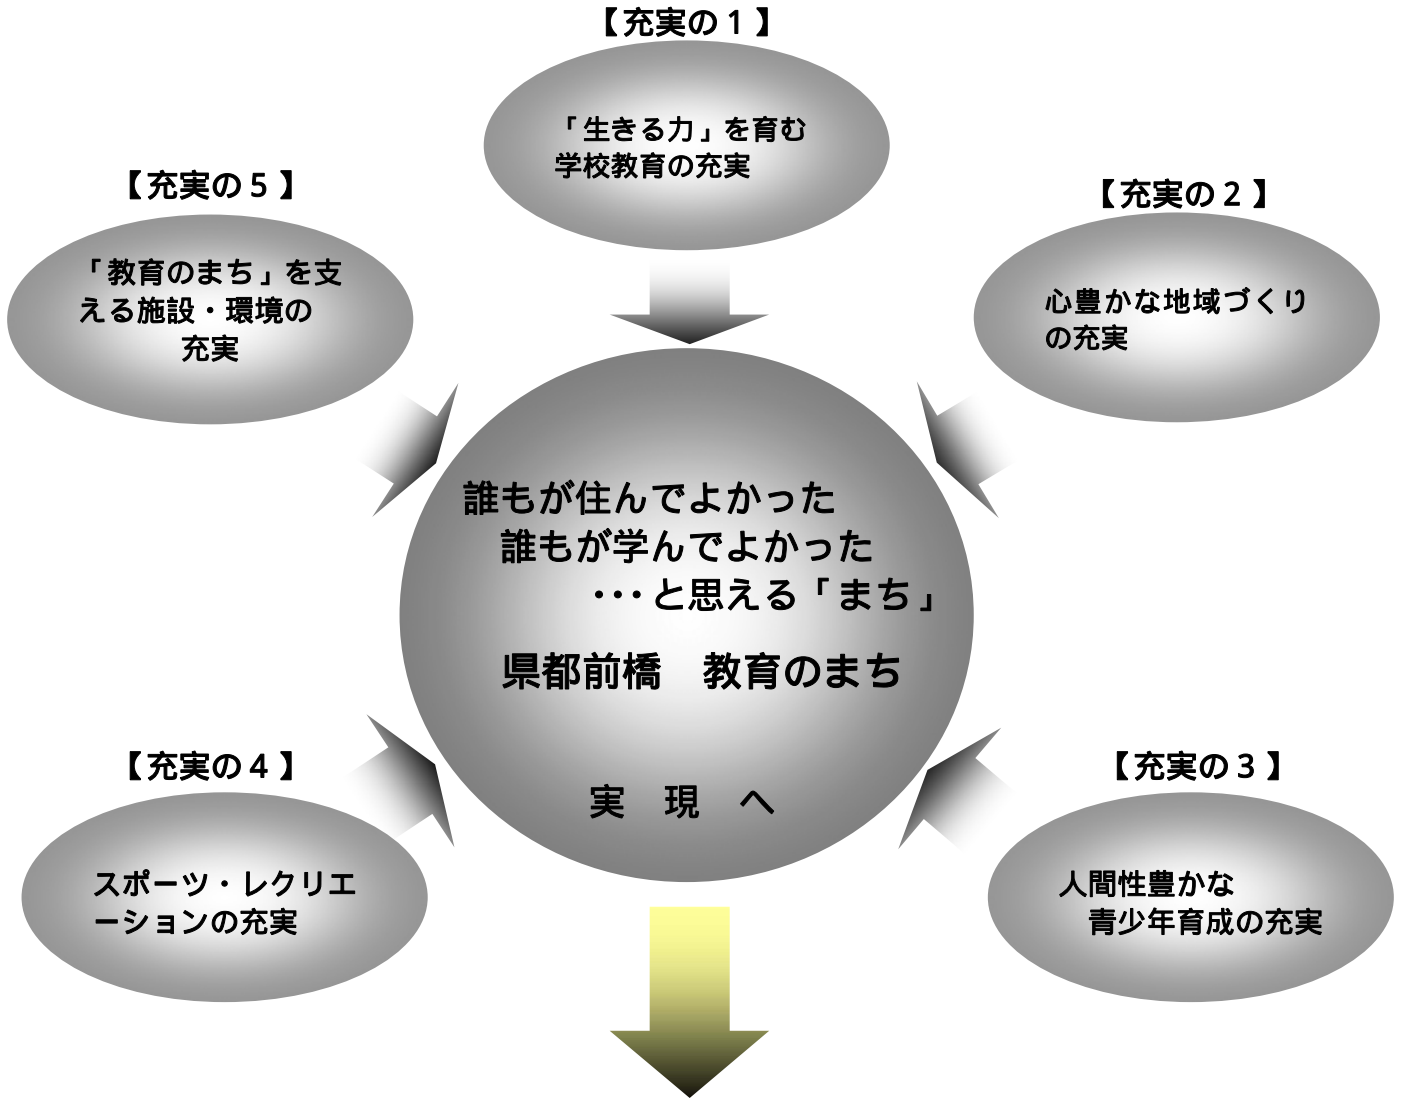 【充実の１】
「生きる力」を育む
学校教育の充実
【充実の２】
心豊かな地域づくり
の充実
【充実の３】
人間性豊かな
青少年育成の充実
【充実の４】
スポーツ・レクリエ
ーションの充実
【充実の５】
「教育のまち」を支
える施設・環境の
充実
誰もが住んでよかった
誰もが学んでよかった
･･･と思える「まち」
県都前橋　教育のまち
実　現　へ